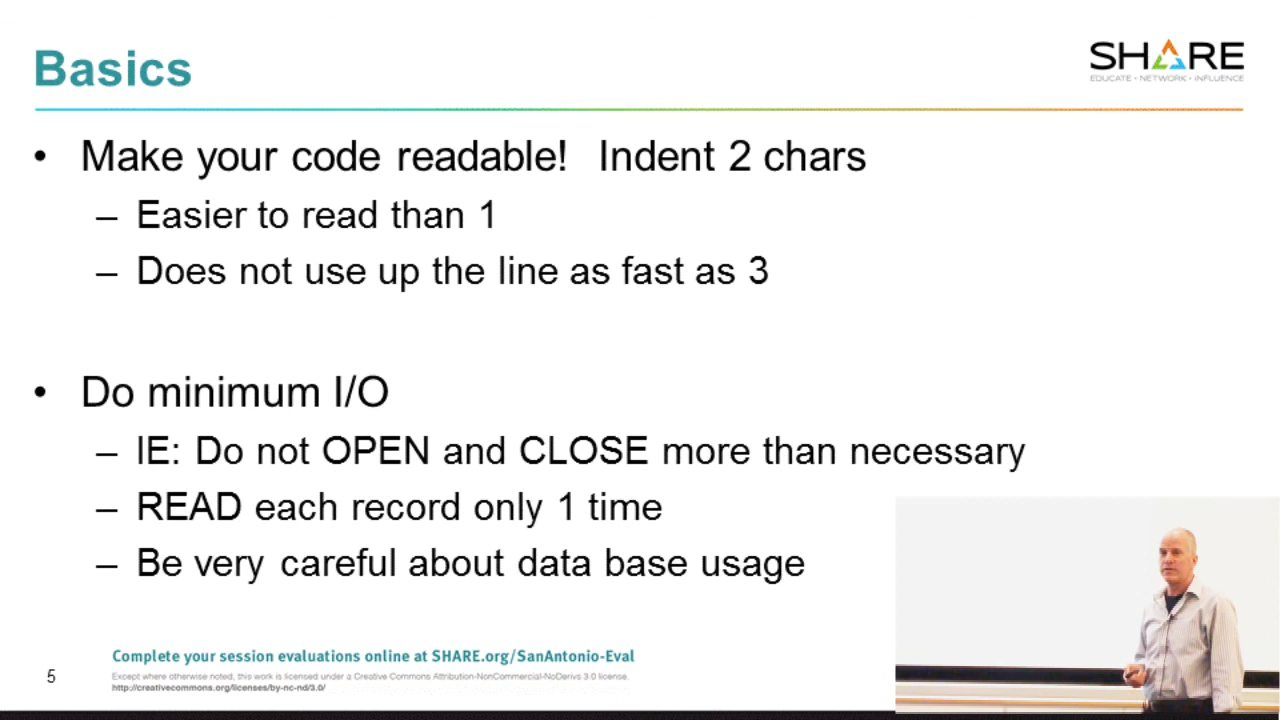 Basics
SHARE
EDUCATE • NETWORK • INFLUENCE
• Make your code readable! Indent 2 chars
– Easier to read than 1
– Does not use up the line as fast as 3
• Do minimum I/O
– IE: Do not OPEN and CLOSE more than necessary
– READ each record only 1 time
– Be very careful about data base usage
Complete your session evaluations online at SHARE.org/SanAntonio-Eval
5
Except where otherwise noted, this work is licensed under a Creative Commons Attribution-NonCommercial-NoDerivs 3.0 license.
http://creativecommons.org/licenses/by-nc-nd/3.0/